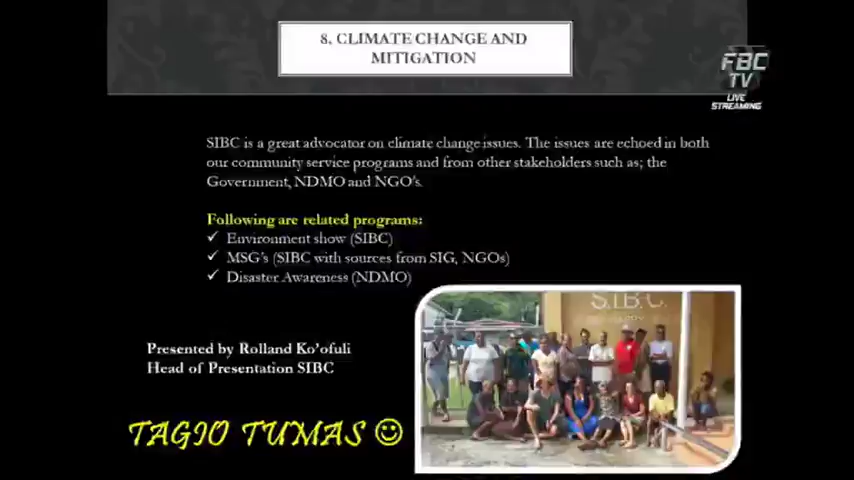 8. CLIMATE CHANGE AND
MITIGATION
FBC
TV
LIVE
STREAMING
SIBC is a great advocator on climate change issues. The issues are echoed in both
our community service programs and from other stakeholders such as; the
Government, NDMO and NGO's.
Following are related programs:
✓ Environment show (SIBC)
✓ MSG's (SIBC with sources from SIG, NGOs)
✓ Disaster Awareness (NDMO)
S.I.B.C.
Presented by Rolland Ko'ofuli
Head of Presentation SIBC
TAGIO TUMAS ☺